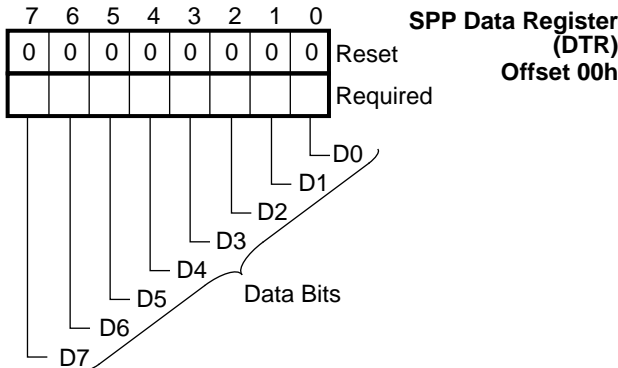 7 6 5 4 3 2 1 0
SPP Data Register
(DTR)
Offset 00h
0 0 0 0 0 0 0 0 Reset
Required
D0
D1
D2
D3
D4
D5
D6
D7
Data Bits